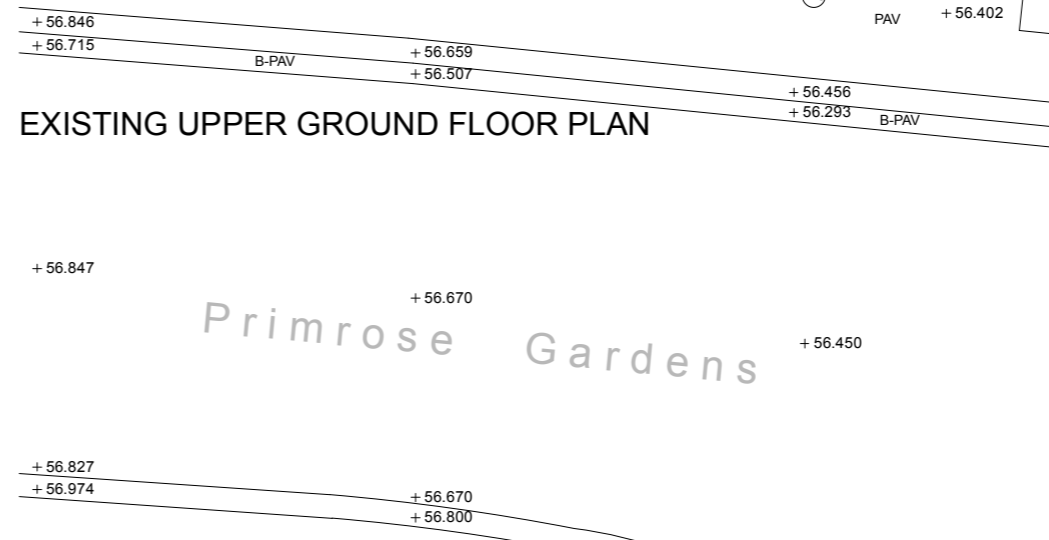 PAV +56.402
+56.846
+56.715
B-PAV
+56.659
+56.507
+56.456
+56.293
B-PAV
EXISTING UPPER GROUND FLOOR PLAN
+56.847
+56.670
Primrose Gardens
+56.450
+56.827
+56.974
+56.670
+56.800